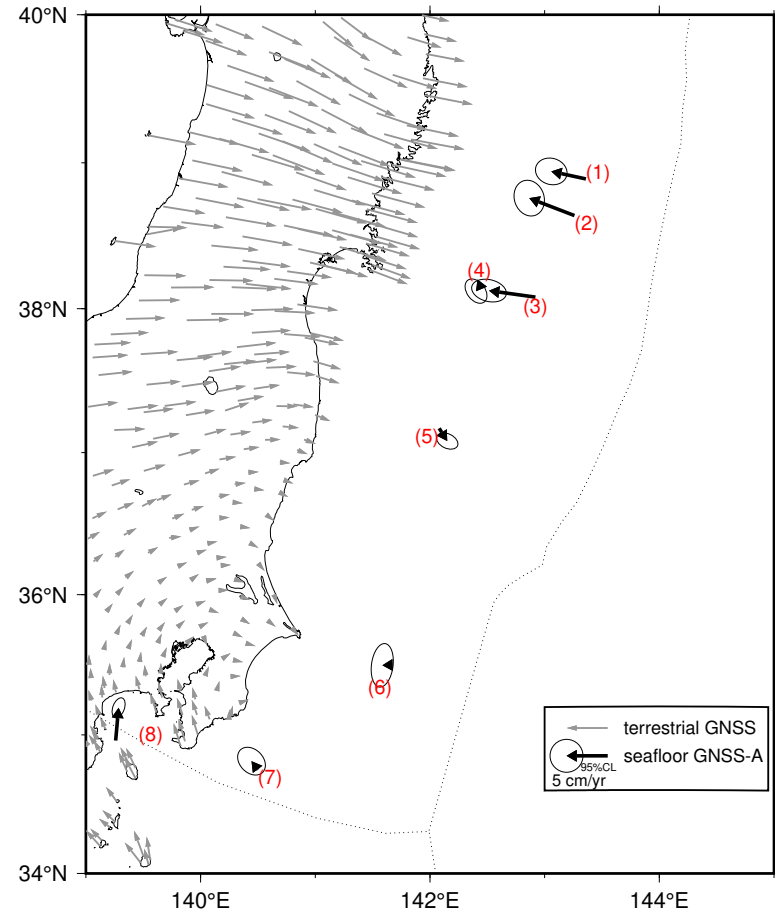 40°N
(1)
(2)
(4)
38°N
(3)
(5)
36°N
(6)
terrestrial GNSS
(8)
seafloor GNSS-A
95%CL
(7)
5 cm/yr
34°N
140°E
142°E
144°E